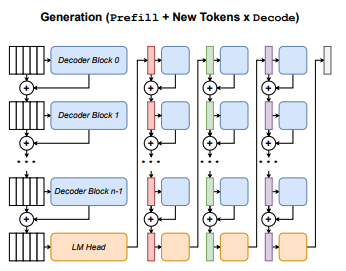 Generation (Prefill + New Tokens x Decode)
Decoder Block 0
+ + + +
Decoder Block 1
+ + + +
... ... ... ...
Decoder Block n-1
+ + + +
LM Head